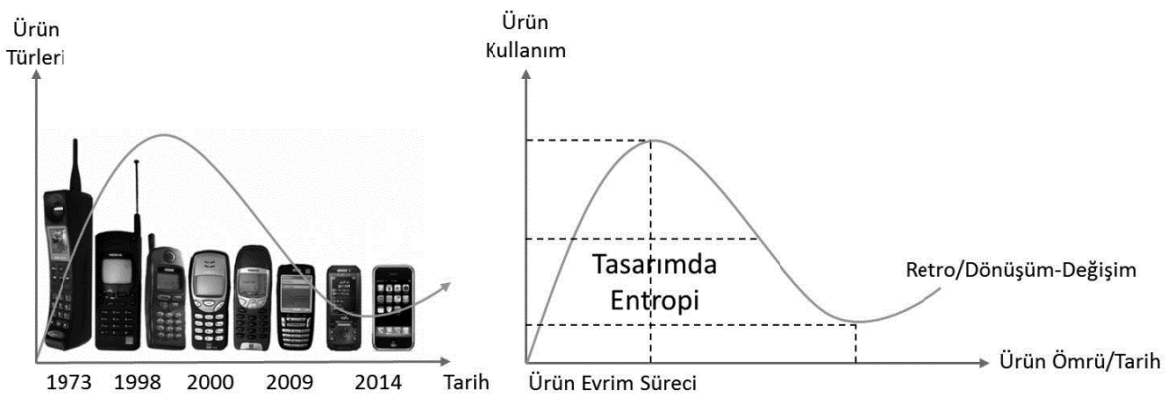 Ürün
Türleri
1973 1998 2000 2009 2014 Tarih
Ürün
Kullanım
Tasarımda
Entropi
Retro/Dönüşüm-Değişim
Ürün Ömrü/Tarih
Ürün Evrim Süreci